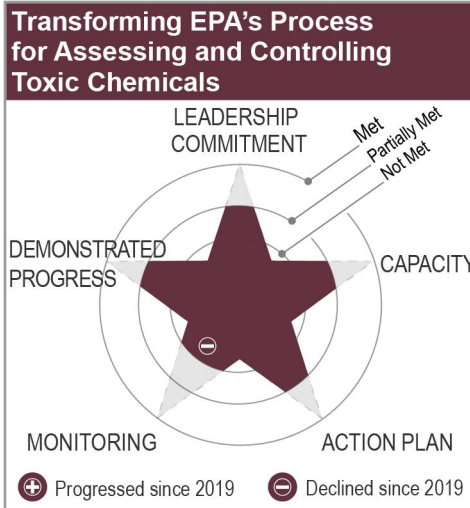 Transforming EPA's Process
for Assessing and Controlling
Toxic Chemicals
LEADERSHIP
COMMITMENT
Met
Partially Met
Not Met
DEMONSTRATED
PROGRESS
CAPACITY
MONITORING
ACTION PLAN
Progressed since 2019
Declined since 2019